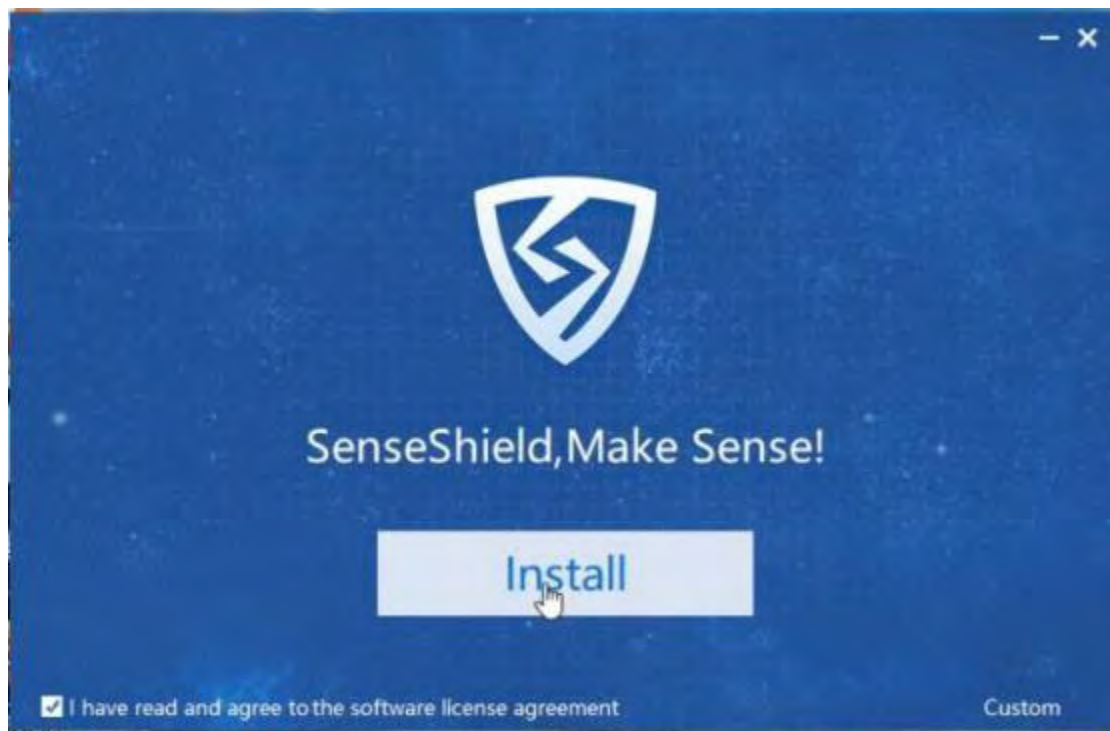 SenseShield,Make Sense!
Install
I have read and agree to the software license agreement
Custom